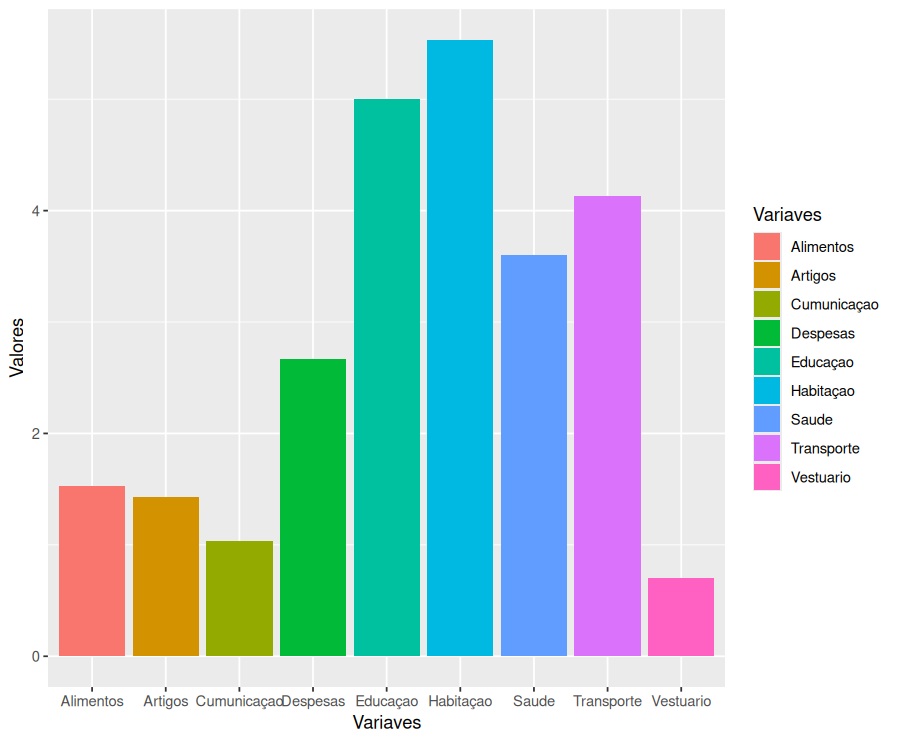 Valores
4
2
0
Alimentos Artigos Cumunicaçao Despesas Educaçao Habitaçao Saude Transporte Vestuario
Variaves
Variaves
Alimentos
Artigos
Cumunicaçao
Despesas
Educaçao
Habitaçao
Saude
Transporte
Vestuario